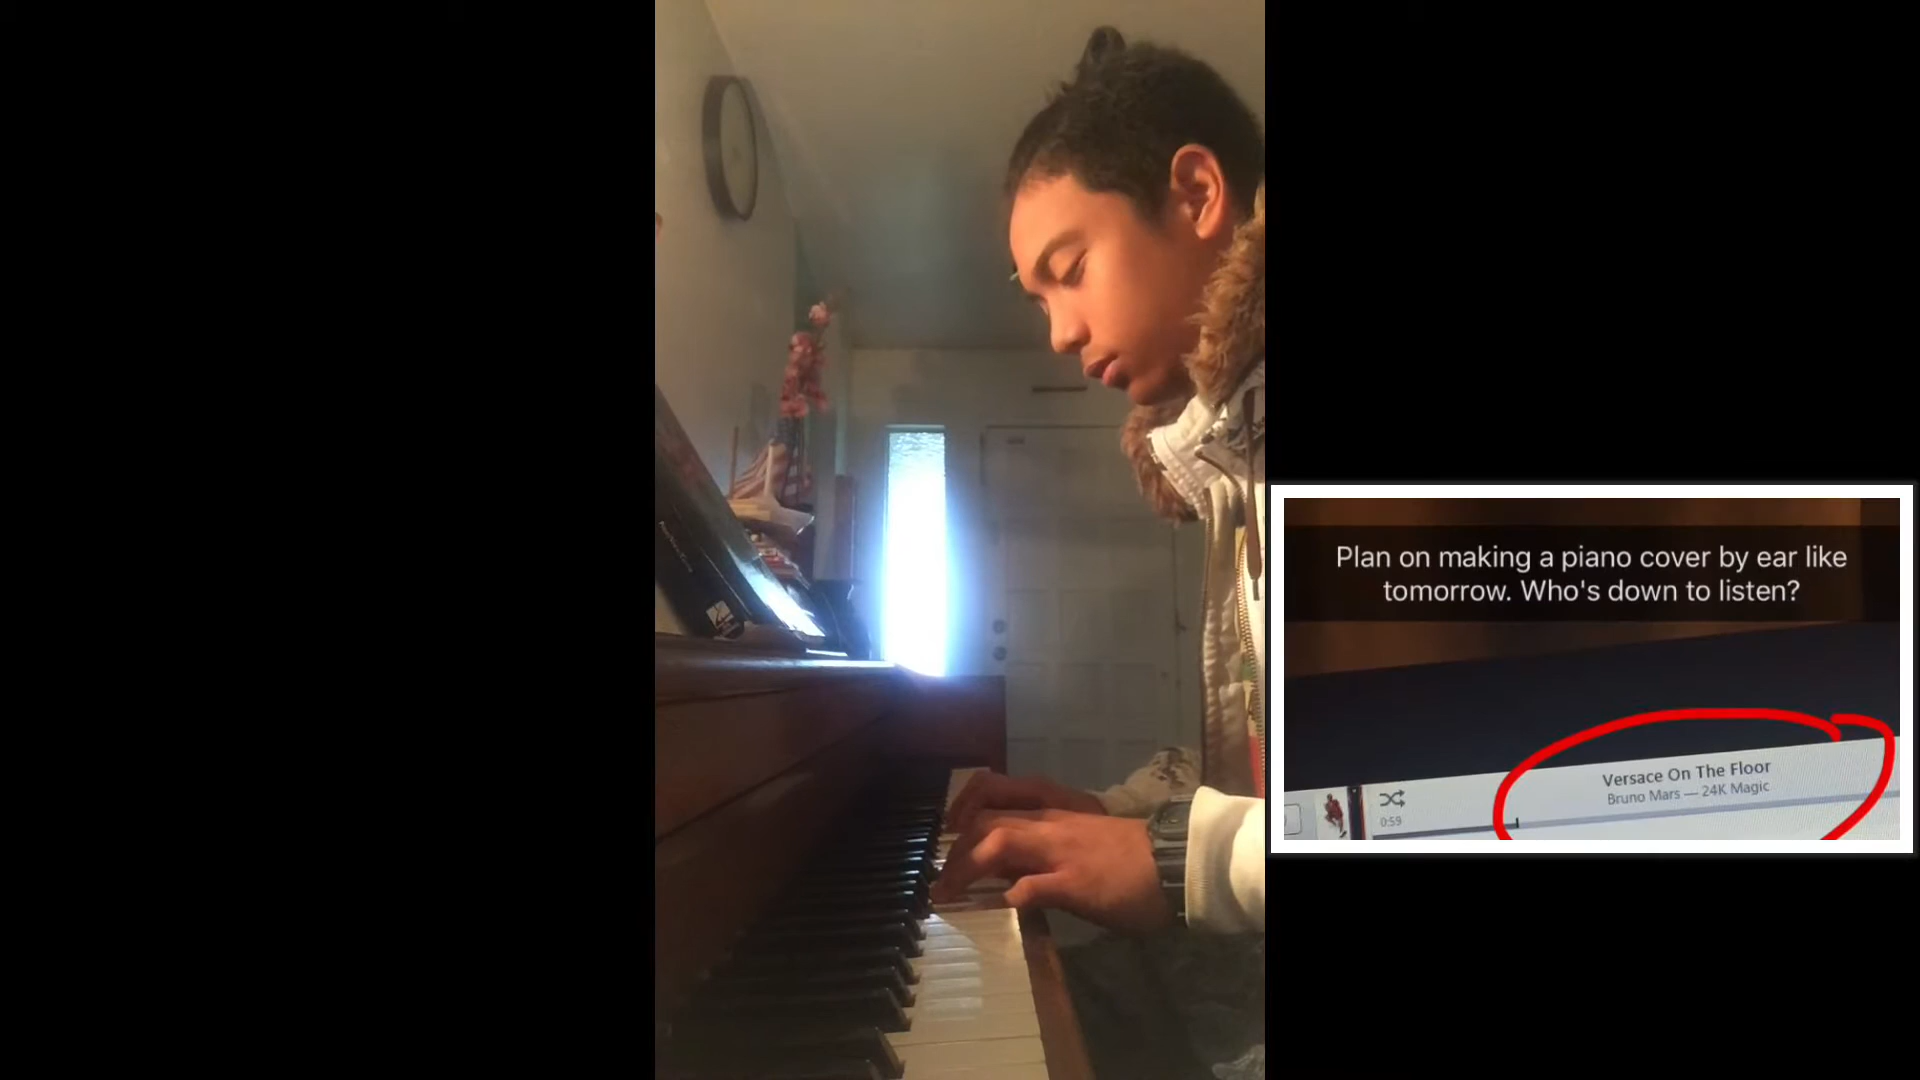 Plan on making a piano cover by ear like
tomorrow. Who's down to listen?
Versace On The Floor
Bruno Mars — 24K Magic
0:59